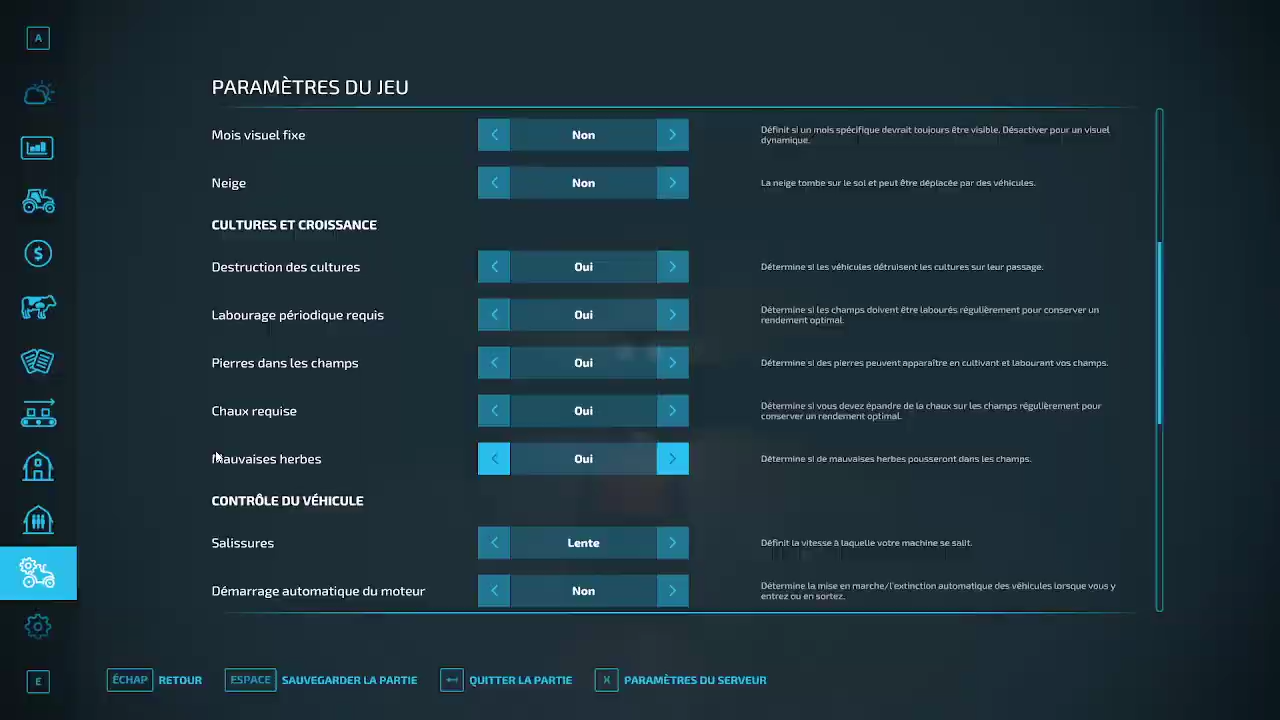 A
PARAMÈTRES DU JEU
Mois visuel fixe
Non
Définit si un mois spécifique devrait toujours être visible. Désactiver pour un visuel
dynamique.
Neige
Non
La neige tombe sur le sol et peut être déplacée par des véhicules.
CULTURES ET CROISSANCE
Destruction des cultures
Oui
Détermine si les véhicules détruisent les cultures sur leur passage.
Labourage périodique requis
Oui
Détermine si les champs doivent être labourés régulièrement pour conserver un
rendement optimal.
Pierres dans les champs
Oui
Détermine si des pierres peuvent apparaître en cultivant et labourant vos champs.
Chaux requise
Oui
Détermine si vous devez épandre de la chaux sur les champs régulièrement pour
conserver un rendement optimal.
Mauvaises herbes
Oui
Détermine si de mauvaises herbes pousseront dans les champs.
CONTRÔLE DU VÉHICULE
Salissures
Lente
Définit la vitesse à laquelle votre machine se salit.
Démarrage automatique du moteur
Non
Détermine la mise en marche/l'extinction automatique des véhicules lorsque vous y
entrez ou en sortez.
E
ÉCHAP RETOUR ESPACE SAUVEGARDER LA PARTIE QUITTER LA PARTIE X PARAMÈTRES DU SERVEUR